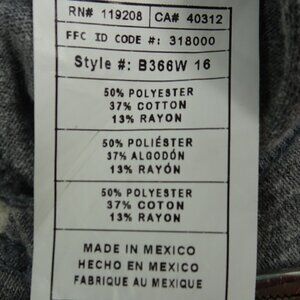 RN# 119208 CA# 40312
FFC ID CODE #: 318000
Style #: B366W 16
50% POLYESTER
37% COTTON
13% RAYON
50% POLIÉSTER
37% ALGODÓN
13% RAYÓN
50% POLYESTER
37% COTTON
13% RAYON
MADE IN MEXICO
HECHO EN MEXICO
FABRIQUE AU MEXIQUE